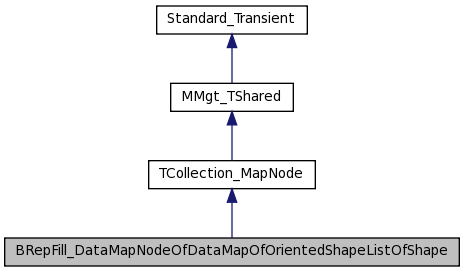 Standard_Transient
MMgt_TShared
TCollection_MapNode
BRepFill_DataMapNodeOfDataMapOfOrientedShapeListOfShape